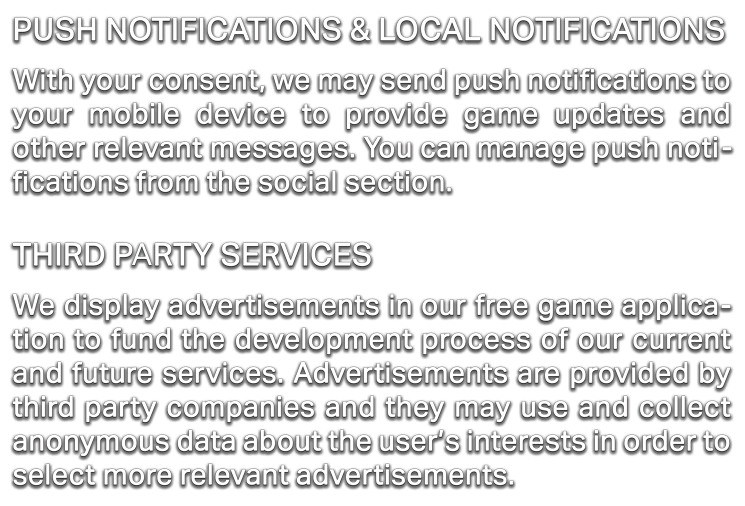 PUSH NOTIFICATIONS & LOCAL NOTIFICATIONS
With your consent, we may send push notifications to
your mobile device to provide game updates and
other relevant messages. You can manage push noti-
fications from the social section.
THIRD PARTY SERVICES
We display advertisements in our free game applica-
tion to fund the development process of our current
and future services. Advertisements are provided by
third party companies and they may use and collect
anonymous data about the user's interests in order to
select more relevant advertisements.